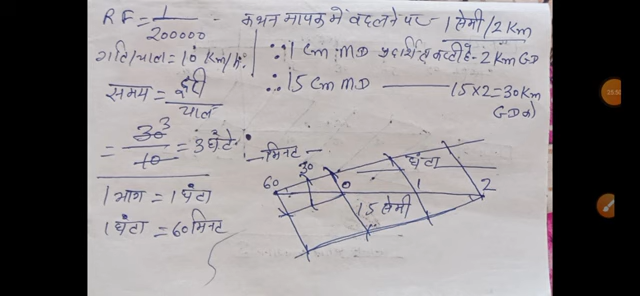 RF = 1/200000 - कथन मापक में बदलने पर 1 सेमी/2 Km
गति/चाल = 10 Km/h.
∵ 1 Cm MD प्रदर्शित करती है - 2 Km GD
∴ 15 Cm MD 15x2=30 Km
GD को
समय = दूरी/चाल
= 30/10 3 = 3 घंटे
1 भाग = 1 घंटा
1 घंटा = 60 मिनट
मिनट
घंटा
60 30 0 1 2
15 सेमी